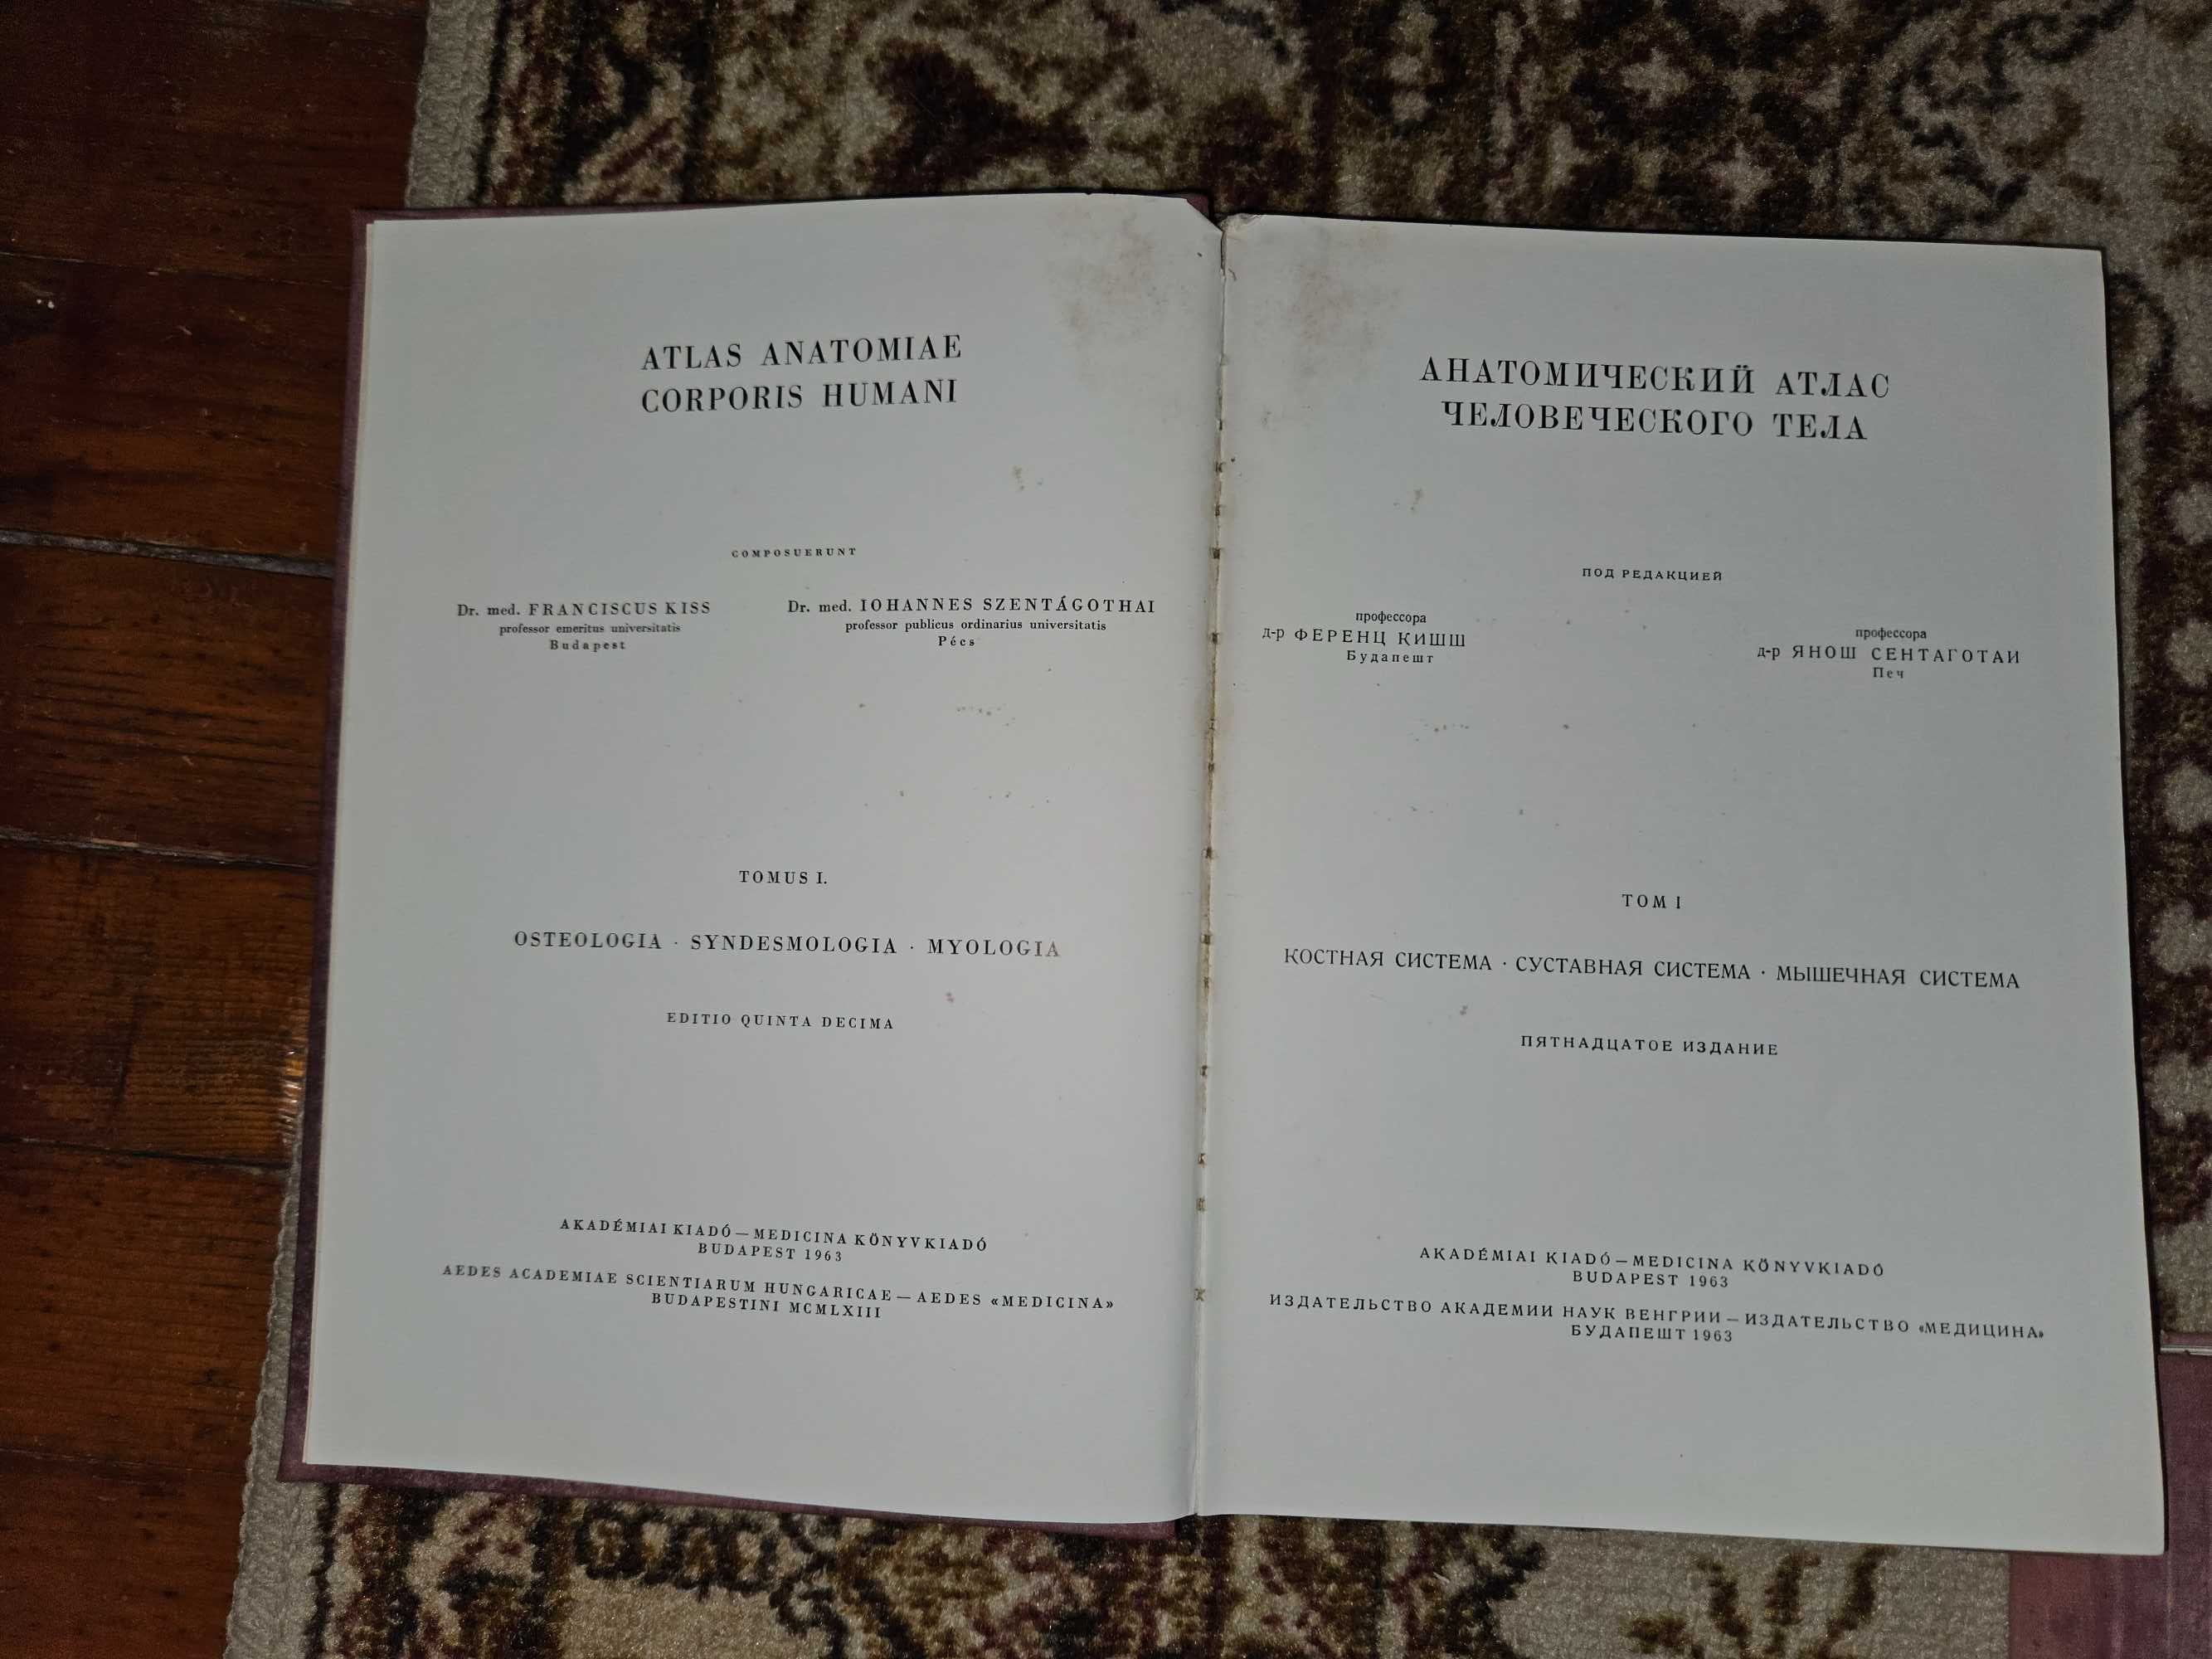 ATLAS ANATOMIAE
CORPORIS HUMANI
COMPOSUERUNT
Dr. med. FRANCISCUS KISS
professor emeritus universitatis
Budapest
Dr. med. IOHANNES SZENTÁGOTHAI
professor publicus ordinarius universitatis
Pécs
TOMUS I.
OSTEOLOGIA · SYNDESMOLOGIA · MYOLOGIA
EDITIO QUINTA DECIMA
AKADÉMIAI KIADÓ — MEDICINA KÖNYVKIADÓ
BUDAPEST 1963
AEDES ACADEMIAE SCIENTIARUM HUNGARICAE — AEDES «MEDICINA»
BUDAPESTINI MCMLXIII
АНАТОМИЧЕСКИЙ АТЛАС
ЧЕЛОВЕЧЕСКОГО ТЕЛА
ПОД РЕДАКЦИЕЙ
профессора
д-р ФЕРЕНЦ КИШШ
Будапешт
профессора
д-р ЯНОШ СЕНТАГОТАИ
Печ
ТОМ I
КОСТНАЯ СИСТЕМА · СУСТАВНАЯ СИСТЕМА · МЫШЕЧНАЯ СИСТЕМА
ПЯТНАДЦАТОЕ ИЗДАНИЕ
AKADÉMIAI KIADÓ — MEDICINA KÖNYVKIADÓ
BUDAPEST 1963
ИЗДАТЕЛЬСТВО АКАДЕМИИ НАУК ВЕНГРИИ — ИЗДАТЕЛЬСТВО «МЕДИЦИНА»
БУДАПЕШТ 1963